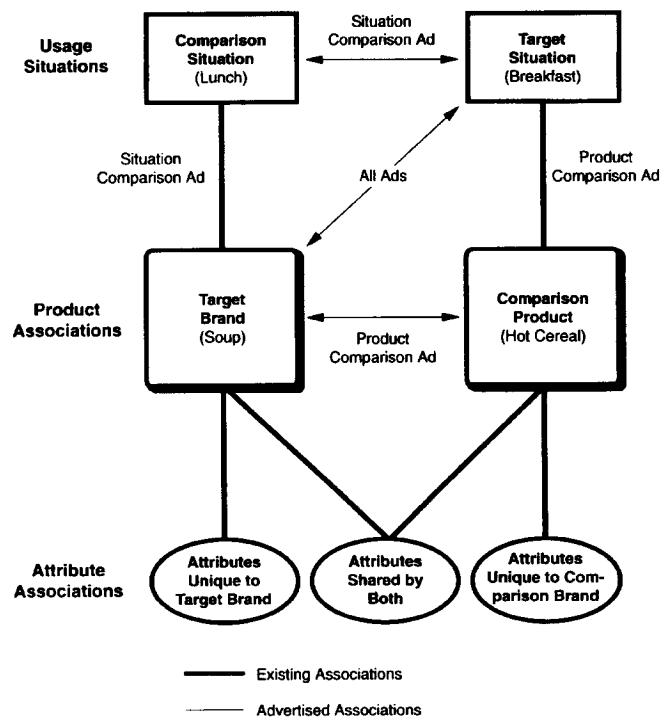 Usage
Situations
Comparison
Situation
(Lunch)
Situation
Comparison Ad
Target
Situation
(Breakfast)
Situation
Comparison Ad
All Ads
Product
Comparison Ad
Product
Associations
Target
Brand
(Soup)
Product
Comparison Ad
Comparison
Product
(Hot Cereal)
Attribute
Associations
Attributes
Unique to
Target Brand
Attributes
Shared by
Both
Attributes
Unique to Com-
parison Brand
Existing Associations
Advertised Associations